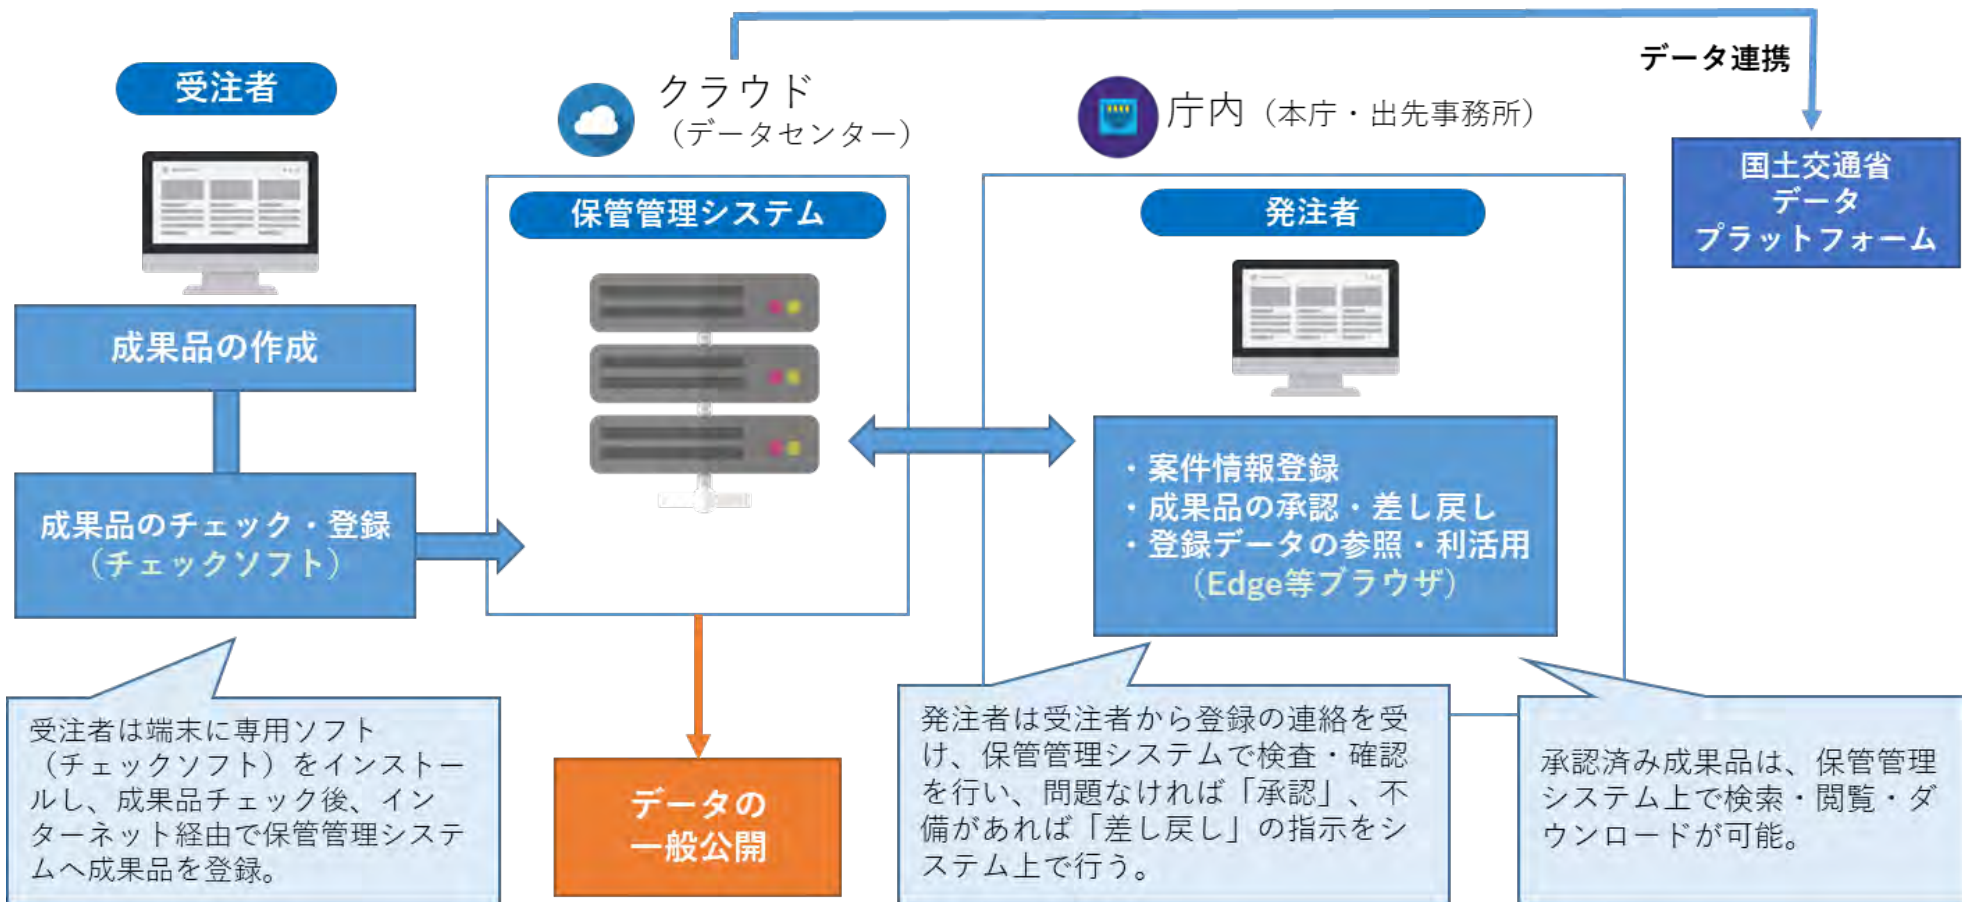 データ連携
受注者
クラウド
（データセンター）
庁内（本庁・出先事務所）
国土交通省
データ
プラットフォーム
保管管理システム
発注者
成果品の作成
成果品のチェック・登録
（チェックソフト）
・案件情報登録
・成果品の承認・差し戻し
・登録データの参照・利活用
（Edge等ブラウザ）
受注者は端末に専用ソフト
（チェックソフト）をインストー
ルし、成果品チェック後、イン
ターネット経由で保管管理システ
ムへ成果品を登録。
データの
一般公開
発注者は受注者から登録の連絡を受
け、保管管理システムで検査・確認
を行い、問題なければ「承認」、不
備があれば「差し戻し」の指示をシ
ステム上で行う。
承認済み成果品は、保管管理
システム上で検索・閲覧・ダ
ウンロードが可能。